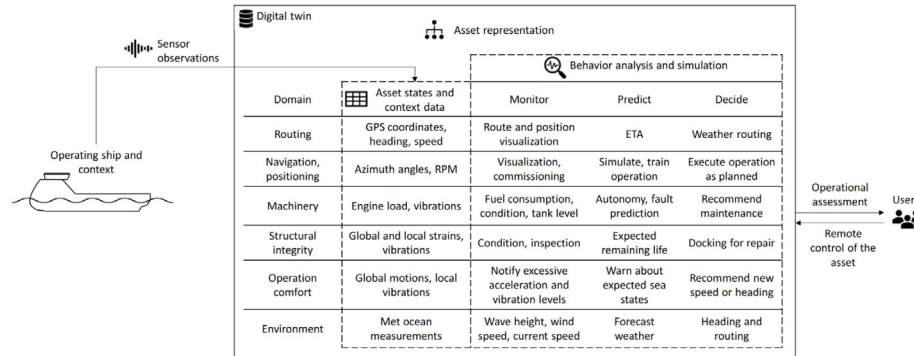 Digital twin
Asset representation
Sensor
observations
Behavior analysis and simulation
Domain
Asset states and
context data
Monitor
Predict
Decide
Routing
GPS coordinates,
heading, speed
Route and position
visualization
ETA
Weather routing
Operating ship and
context
Navigation,
positioning
Azimuth angles, RPM
Visualization,
commissioning
Simulate, train
operation
Execute operation
as planned
Machinery
Engine load, vibrations
Fuel consumption,
condition, tank level
Autonomy, fault
prediction
Recommend
maintenance
Operational
assessment
User
Remote
control of the
asset
Structural
integrity
Global and local strains,
vibrations
Condition, inspection
Expected
remaining life
Docking for repair
Operation
comfort
Global motions, local
vibrations
Notify excessive
acceleration and
vibration levels
Warn about
expected sea
states
Recommend new
speed or heading
Environment
Met ocean
measurements
Wave height, wind
speed, current speed
Forecast
weather
Heading and
routing